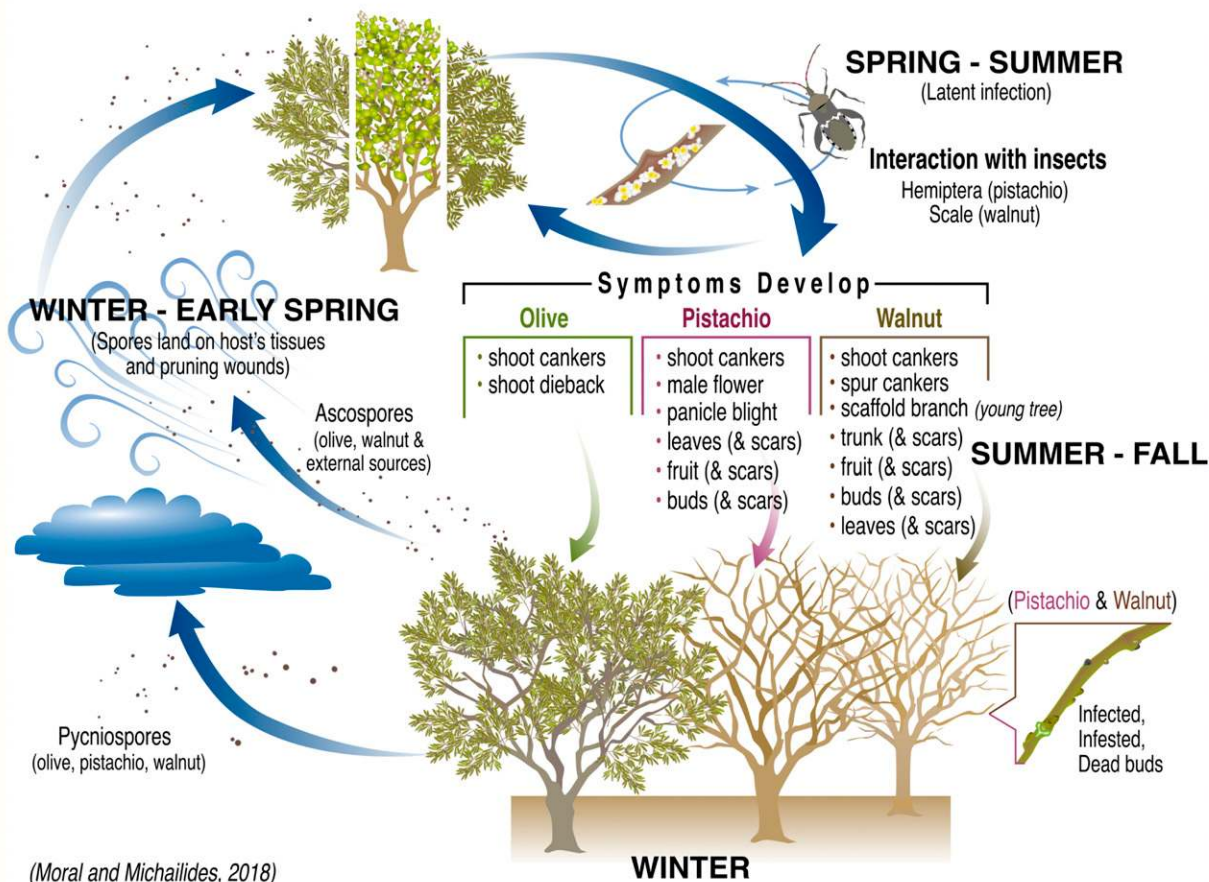 SPRING - SUMMER
(Latent infection)
Interaction with insects
Hemiptera (pistachio)
Scale (walnut)
WINTER - EARLY SPRING
(Spores land on host's tissues
and pruning wounds)
Ascospores
(olive, walnut &
external sources)
Symptoms Develop
Olive
• shoot cankers
• shoot dieback
Pistachio
• shoot cankers
• male flower
• panicle blight
• leaves (& scars)
• fruit (& scars)
• buds (& scars)
Walnut
• shoot cankers
• spur cankers
• scaffold branch (young tree)
• trunk (& scars)
• fruit (& scars)
• buds (& scars)
• leaves (& scars)
SUMMER - FALL
(Pistachio & Walnut)
Infected,
Infested,
Dead buds
Pycniospores
(olive, pistachio, walnut)
WINTER
(Moral and Michailides, 2018)